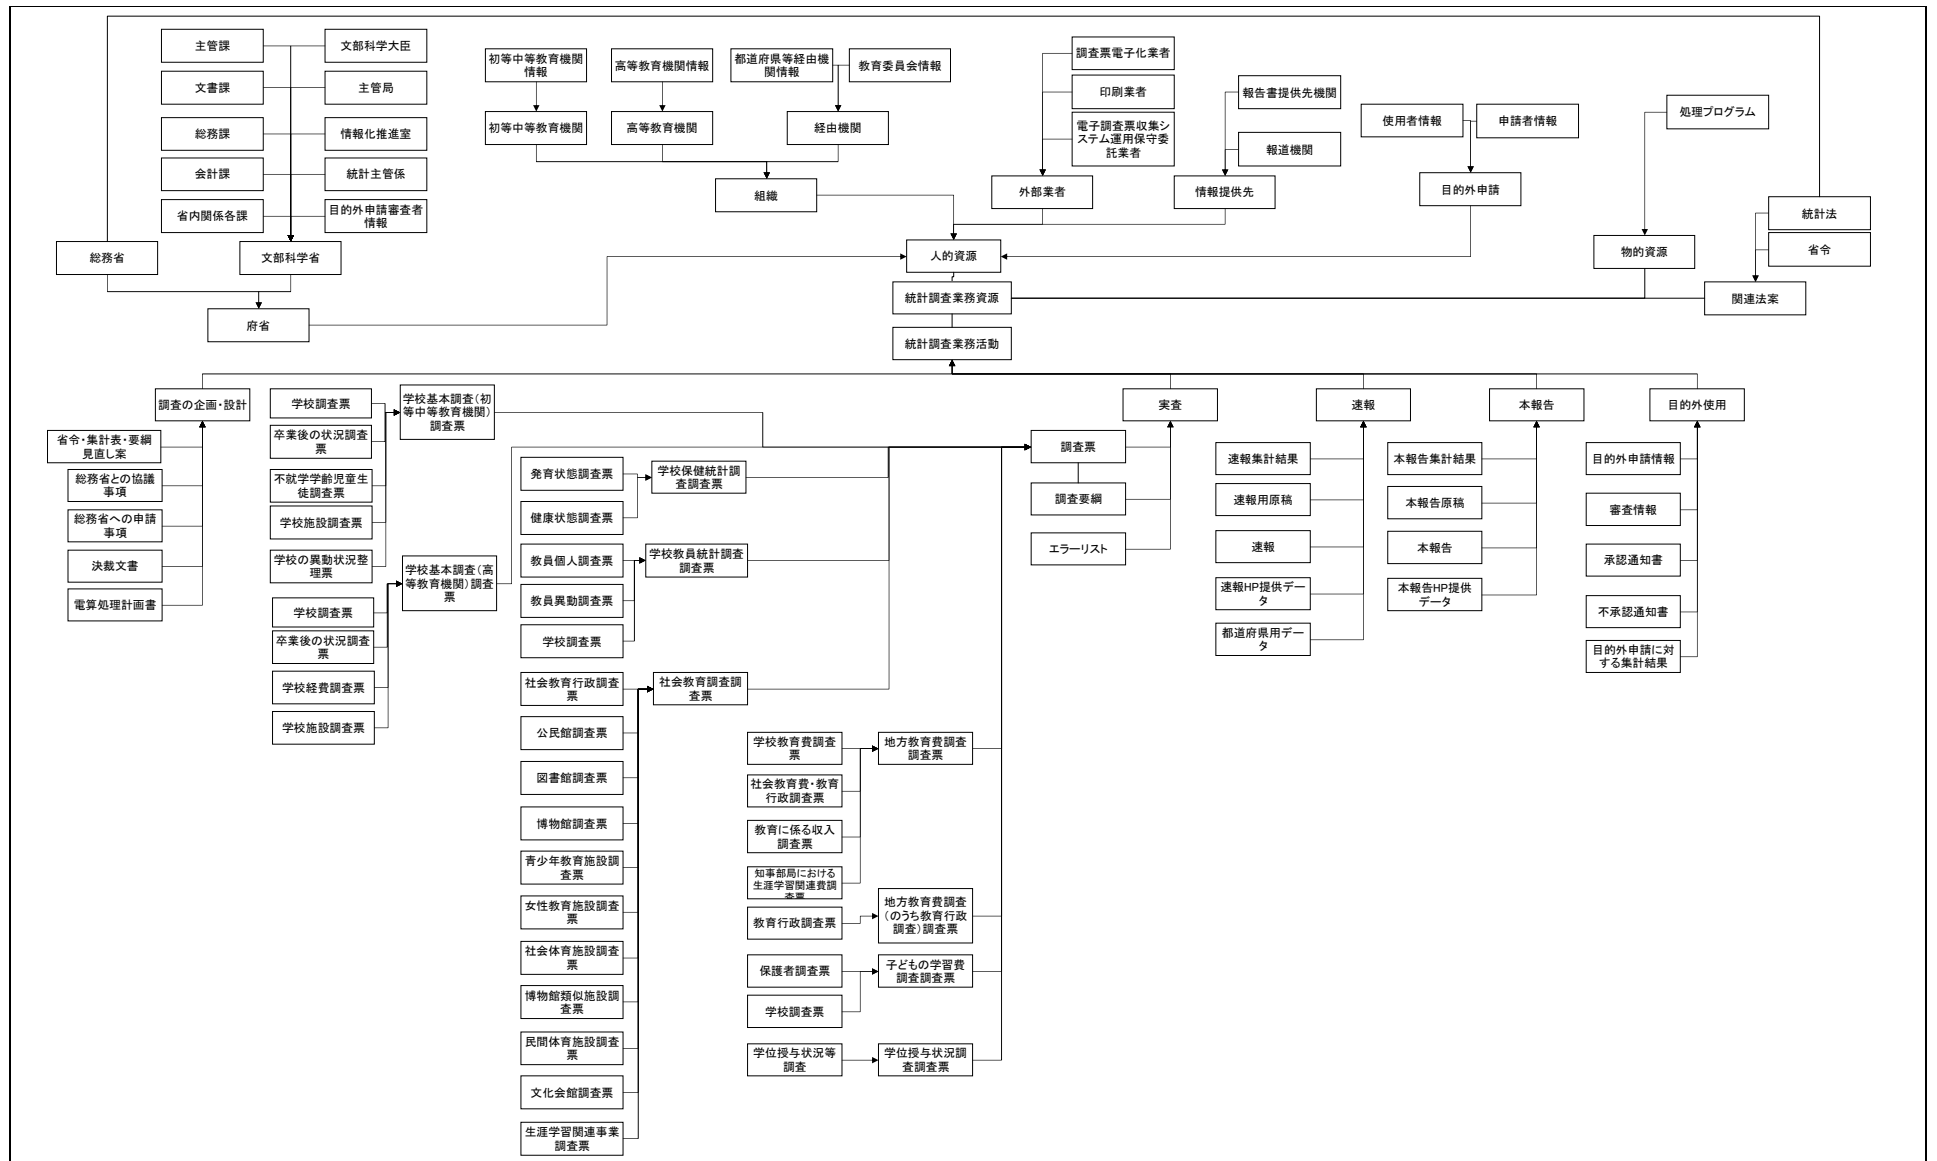 主管課
文部科学大臣
文書課
主管局
総務課
情報化推進室
会計課
統計主管係
省内関係各課
目的外申請審査者
情報
総務省
文部科学省
府省
初等中等教育機関
情報
高等教育機関情報
都道府県等経由機
関情報
教育委員会情報
初等中等教育機関
高等教育機関
経由機関
組織
調査票電子化業者
印刷業者
電子調査票収集シ
ステム運用保守委
託業者
外部業者
報告書提供先機関
報道機関
情報提供先
使用者情報
申請者情報
目的外申請
処理プログラム
物的資源
統計法
省令
関連法案
人的資源
統計調査業務資源
統計調査業務活動
調査の企画・設計
省令・集計表・要綱
見直し案
総務省との協議
事項
総務省への申請
事項
決裁文書
電算処理計画書
学校調査票
卒業後の状況調査
票
不就学学齢児童生
徒調査票
学校施設調査票
学校の異動状況整
理票
学校基本調査(初
等中等教育機関)
調査票
学校調査票
卒業後の状況調査
票
学校経費調査票
学校施設調査票
学校基本調査(高
等教育機関)調査
票
発育状態調査票
健康状態調査票
学校保健統計調
査調査票
教員個人調査票
教員異動調査票
学校調査票
学校教員統計調査
調査票
社会教育行政調査
票
公民館調査票
図書館調査票
博物館調査票
青少年教育施設調
査票
女性教育施設調査
票
社会体育施設調査
票
博物館類似施設調
査票
民間体育施設調査
票
文化会館調査票
生涯学習関連事業
調査票
社会教育調査調
査票
学校教育費調査
票
社会教育費・教育
行政調査票
教育に係る収入
調査票
知事部局における
生涯学習関連費調
査票
地方教育費調査
調査票
教育行政調査票
地方教育費調査
(のうち教育行政
調査)調査票
保護者調査票
学校調査票
子どもの学習費
調査調査票
学位授与状況等
調査
学位授与状況調
査調査票
実査
調査票
調査要綱
エラーリスト
速報
速報集計結果
速報用原稿
速報
速報HP提供デー
タ
都道府県用デー
タ
本報告
本報告集計結果
本報告原稿
本報告
本報告HP提供
データ
目的外使用
目的外申請情報
審査情報
承認通知書
不承認通知書
目的外申請に対
する集計結果